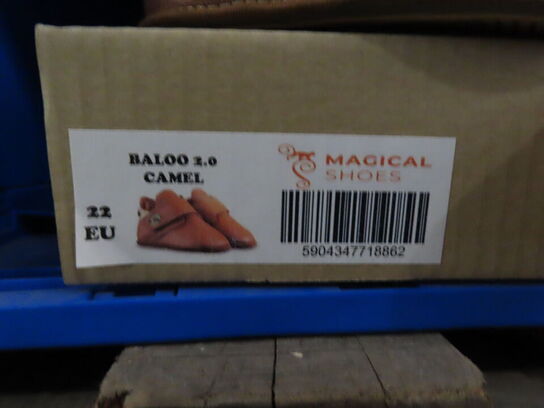 BALOO 2.0
CAMEL
22
EU
MAGICAL
SHOES
5904347718862